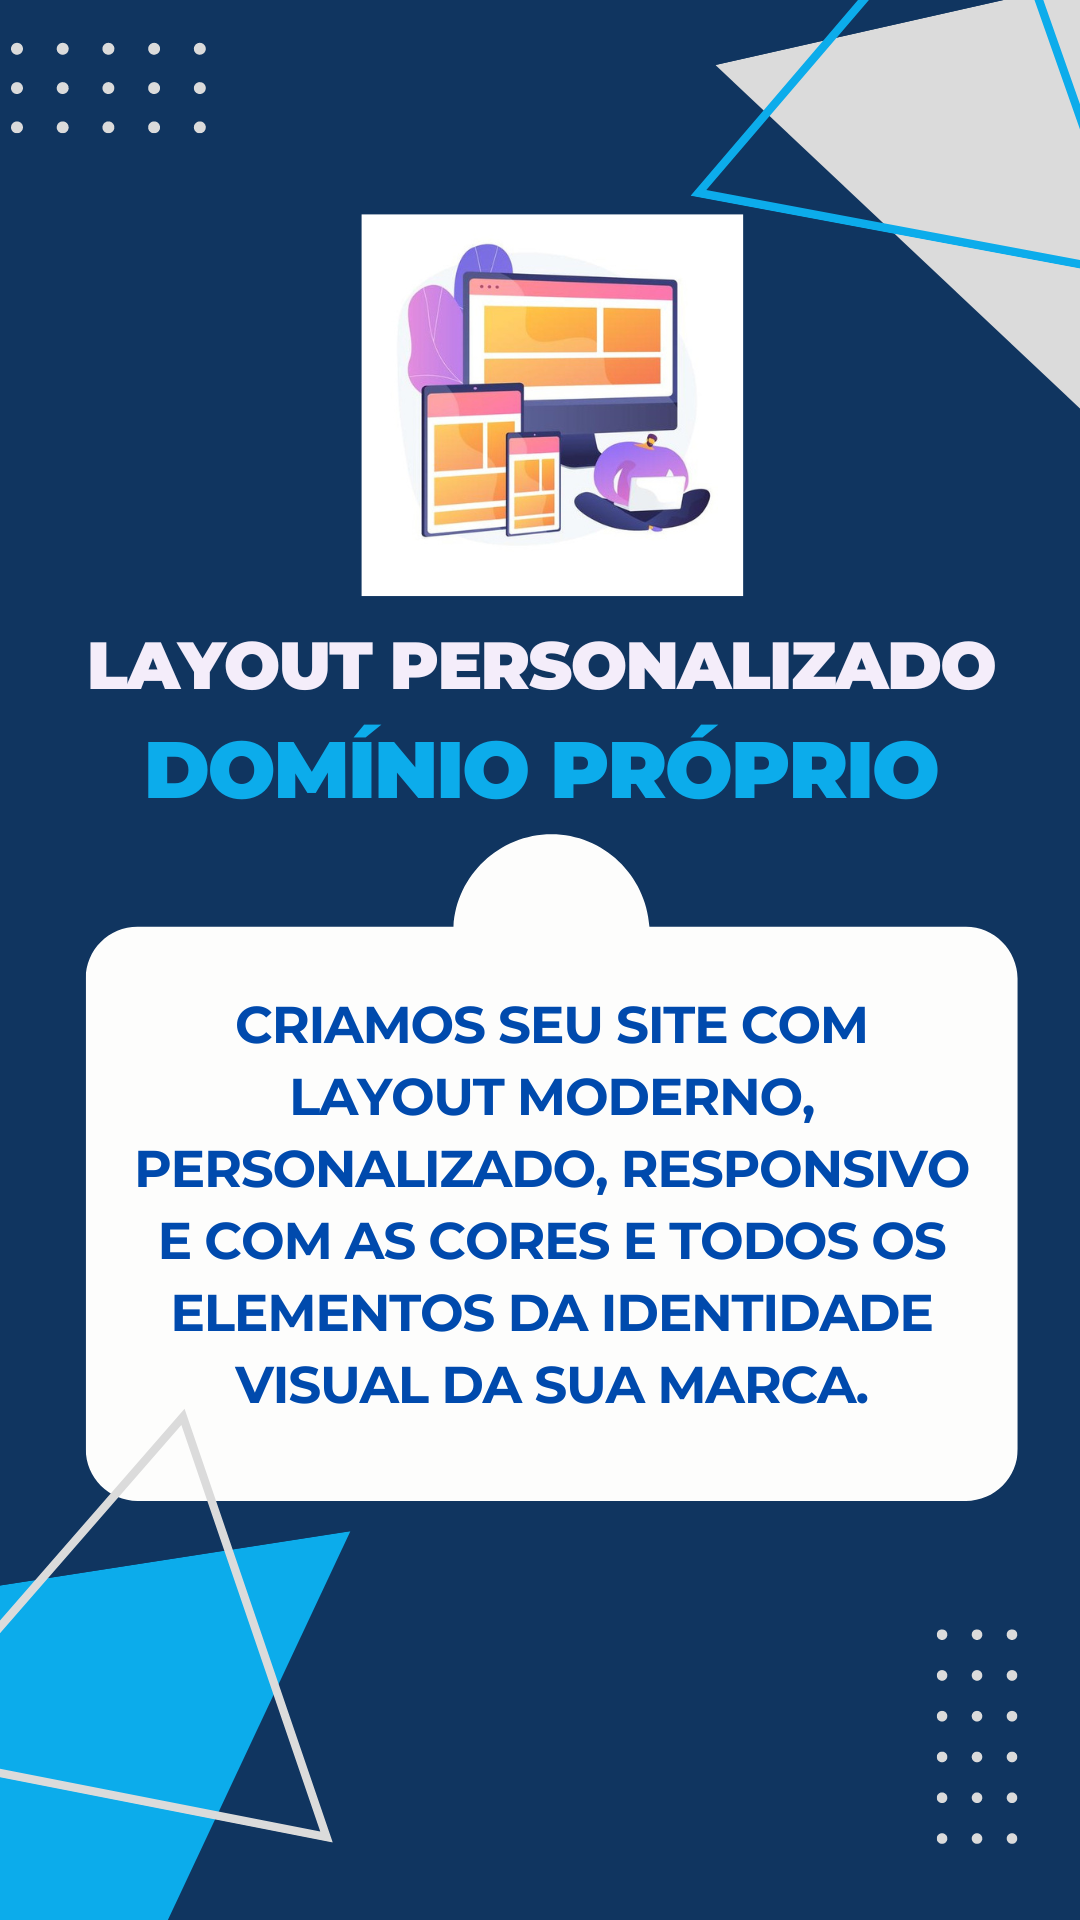 LAYOUT PERSONALIZADO
DOMÍNIO PRÓPRIO
CRIAMOS SEU SITE COM
LAYOUT MODERNO,
PERSONALIZADO, RESPONSIVO
E COM AS CORES E TODOS OS
ELEMENTOS DA IDENTIDADE
VISUAL DA SUA MARCA.